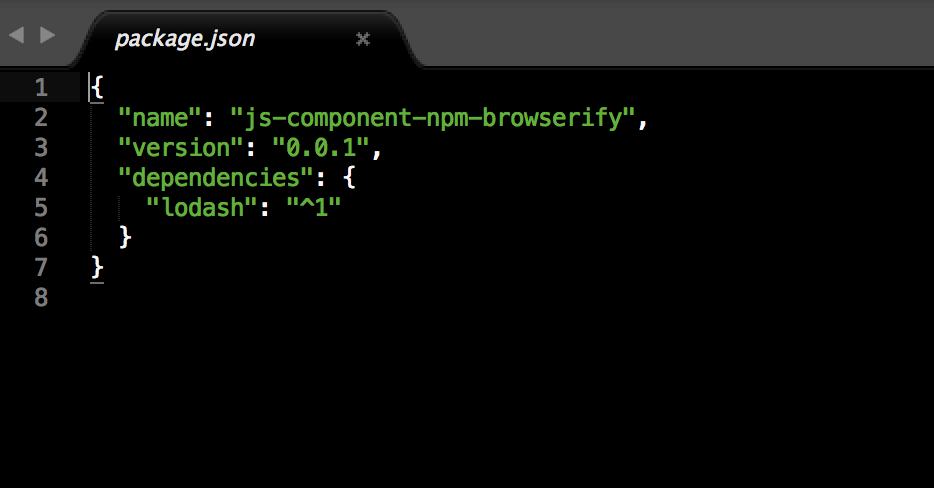 package.json
1 {
2   "name": "js-component-npm-browserify",
3   "version": "0.0.1",
4   "dependencies": {
5     "lodash": "^1"
6   }
7 }
8